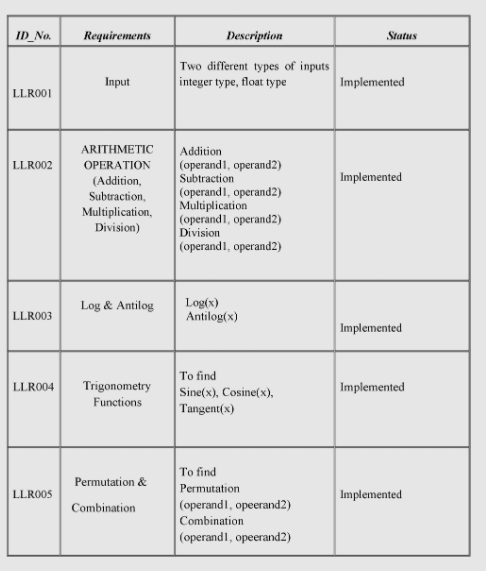 ID_No. Requirements Description Status
LLR001 Input Two different types of inputs Implemented
integer type, float type
LLR002 ARITHMETIC Addition Implemented
OPERATION (operand1, operand2)
(Addition, Subtraction
Subtraction, (operand1, operand2)
Multiplication, Multiplication
Division) (operand1, operand2)
Division
(operand1, operand2)
LLR003 Log & Antilog Log(x) Implemented
Antilog(x)
LLR004 Trigonometry To find Implemented
Functions Sine(x), Cosine(x),
Tangent(x)
LLR005 Permutation & To find Implemented
Combination Permutation
(operand1, opeerand2)
Combination
(operand1, opeerand2)